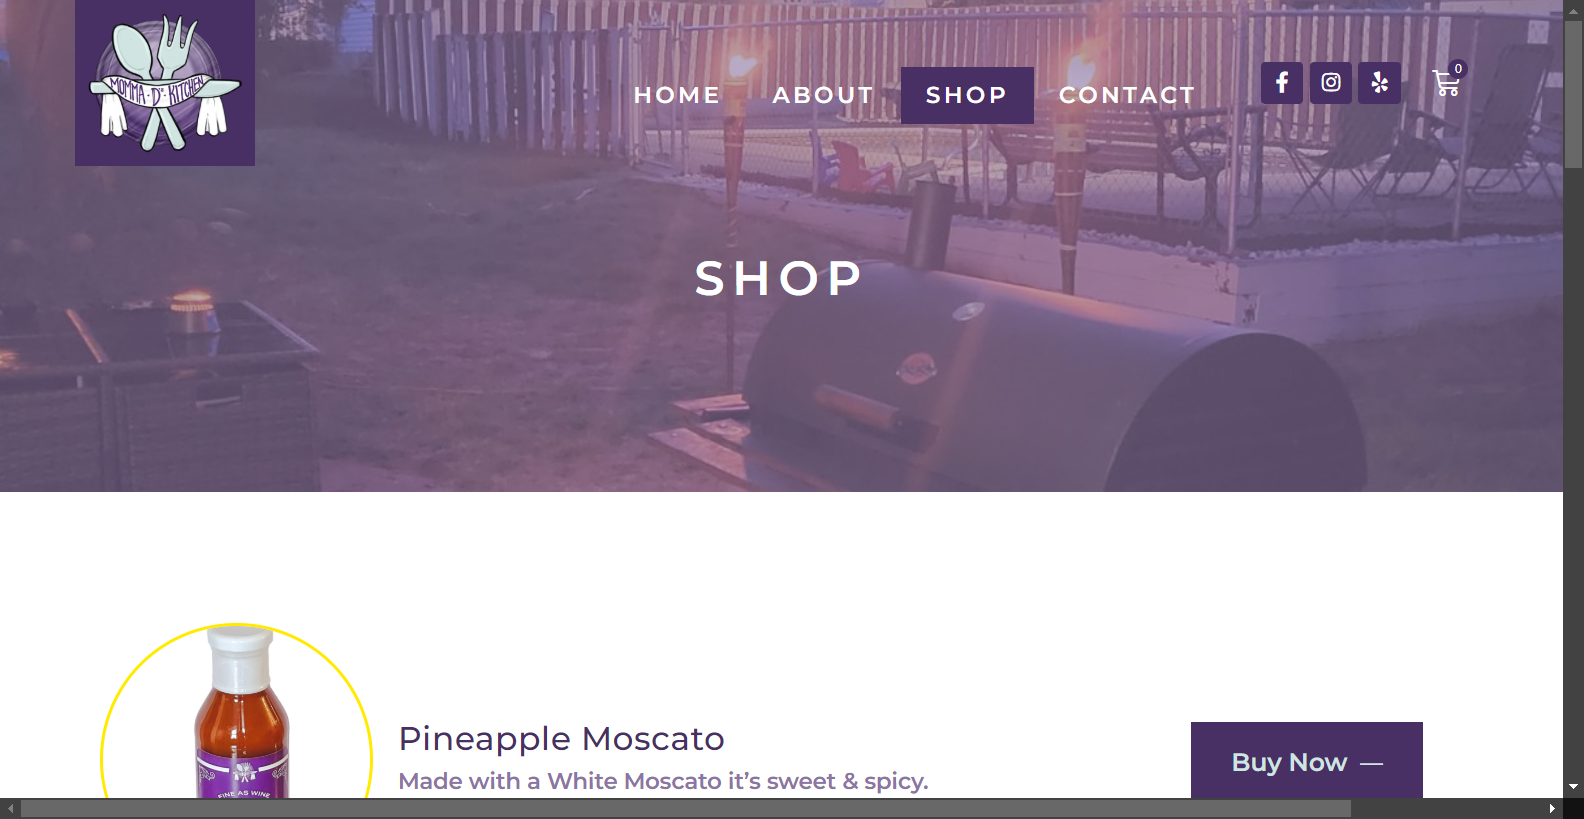 MOMMA · D'S · KITCHEN
HOME
ABOUT
SHOP
CONTACT
0
SHOP
FINE AS WINE
Pineapple Moscato
Made with a White Moscato it’s sweet & spicy.
Buy Now —